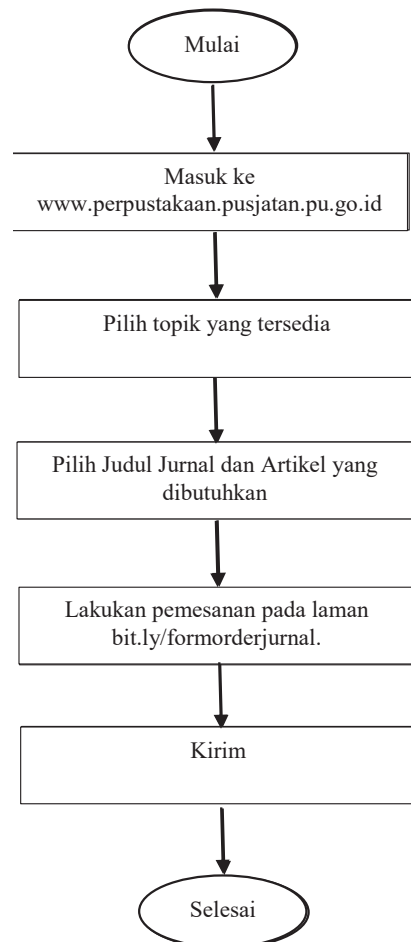 Mulai
Masuk ke
www.perpustakaan.pusjatan.pu.go.id
Pilih topik yang tersedia
Pilih Judul Jurnal dan Artikel yang
dibutuhkan
Lakukan pemesanan pada laman
bit.ly/formorderjurnal.
Kirim
Selesai